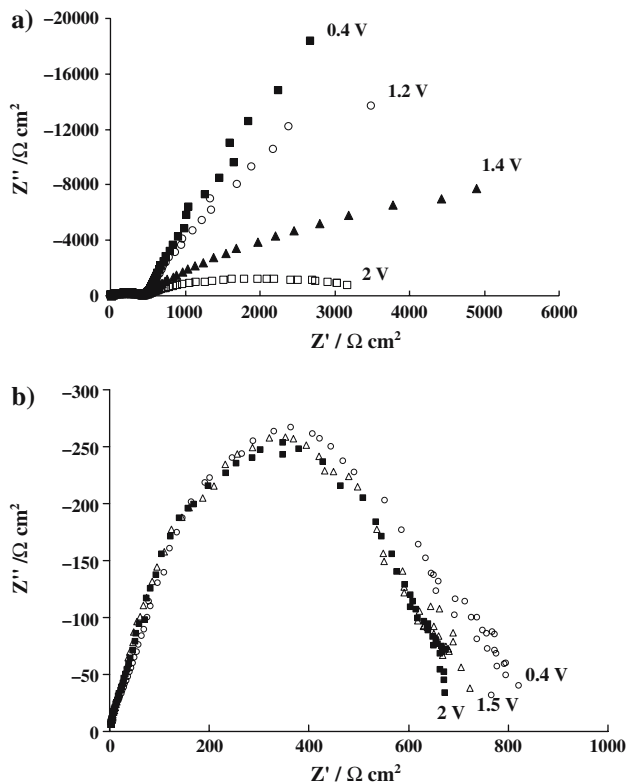 a)
-20000
-16000
-12000
-8000
-4000
0
Z'' /Ω cm²
0 1000 2000 3000 4000 5000 6000
Z' / Ω cm²
0.4 V
1.2 V
1.4 V
2 V
b)
-300
-250
-200
-150
-100
-50
0
Z'' /Ω cm²
0 200 400 600 800 1000
Z' / Ω cm²
0.4 V
1.5 V
2 V